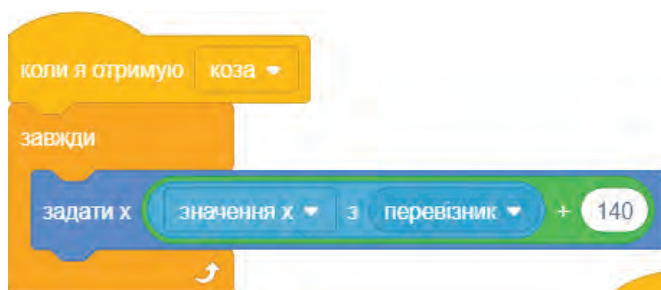 коли я отримую коза
завжди
задати x значення x з перевізник + 140